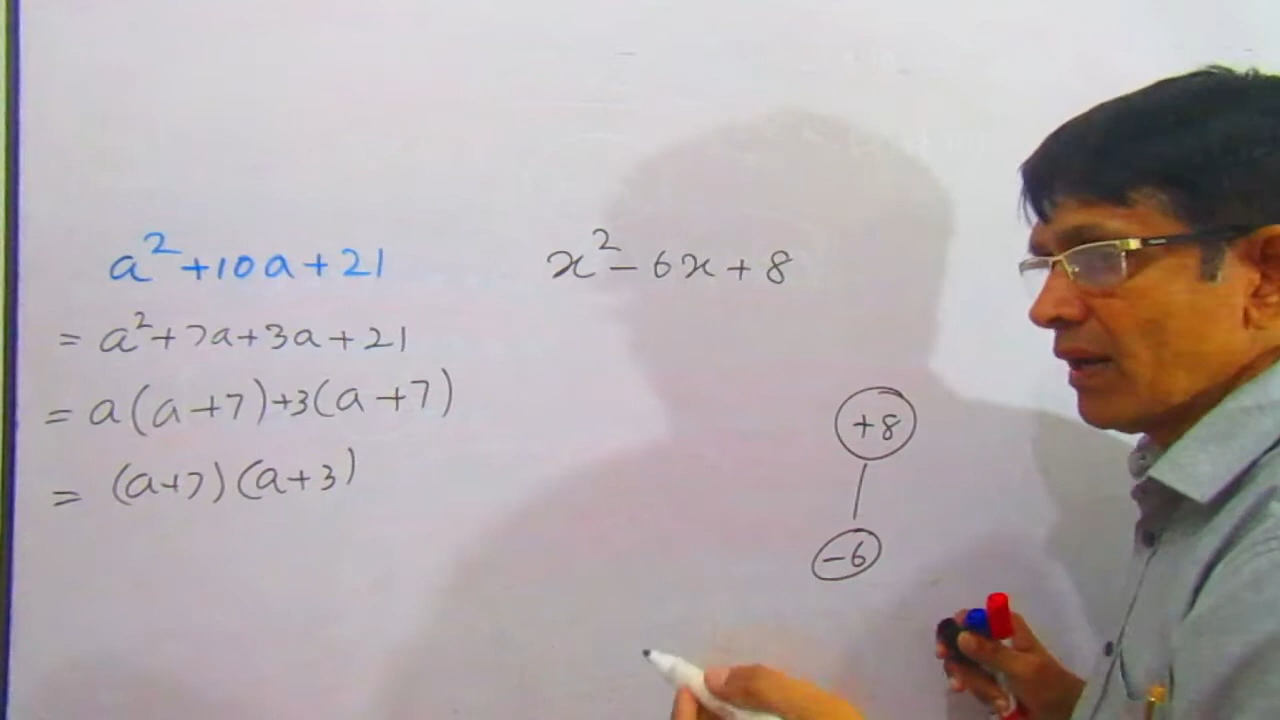 a²+10a+21
= a²+7a+3a+21
= a(a+7)+3(a+7)
= (a+7)(a+3)
x²-6x+8
+8
-6